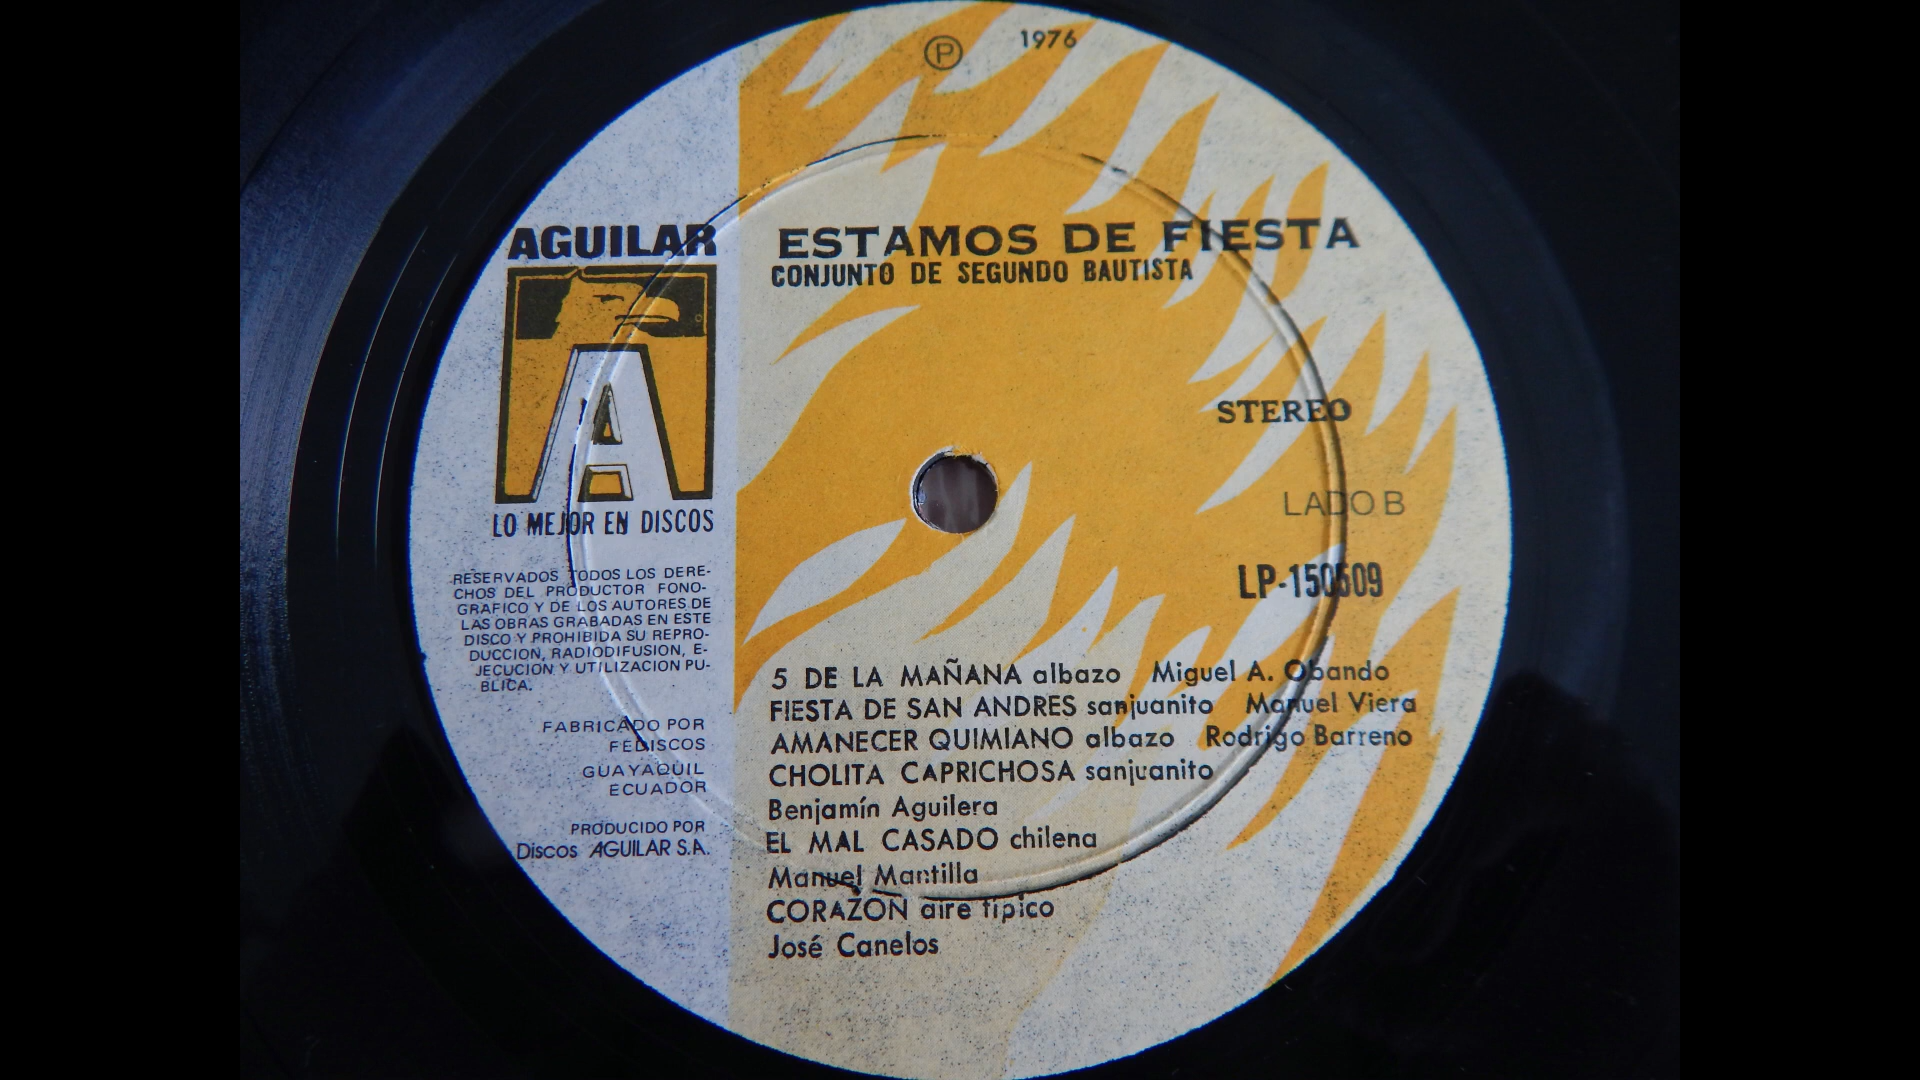 Ⓟ 1976
AGUILAR
A
LO MEJOR EN DISCOS
RESERVADOS TODOS LOS DERE-
CHOS DEL PRODUCTOR FONO-
GRAFICO Y DE LOS AUTORES DE
LAS OBRAS GRABADAS EN ESTE
DISCO Y PROHIBIDA SU REPRO-
DUCCION, RADIODIFUSION, E-
JECUCION Y UTILIZACION PU-
BLICA.
FABRICADO POR
FEDISCOS
GUAYAQUIL
ECUADOR
PRODUCIDO POR
Discos AGUILAR S.A.
ESTAMOS DE FIESTA
CONJUNTO DE SEGUNDO BAUTISTA
STEREO
LADO B
LP-150509
5 DE LA MAÑANA albazo Miguel A. Obando
FIESTA DE SAN ANDRES sanjuanito Manuel Viera
AMANECER QUIMIANO albazo Rodrigo Barreno
CHOLITA CAPRICHOSA sanjuanito
Benjamín Aguilera
EL MAL CASADO chilena
Manuel Mantilla
CORAZON aire típico
José Canelos